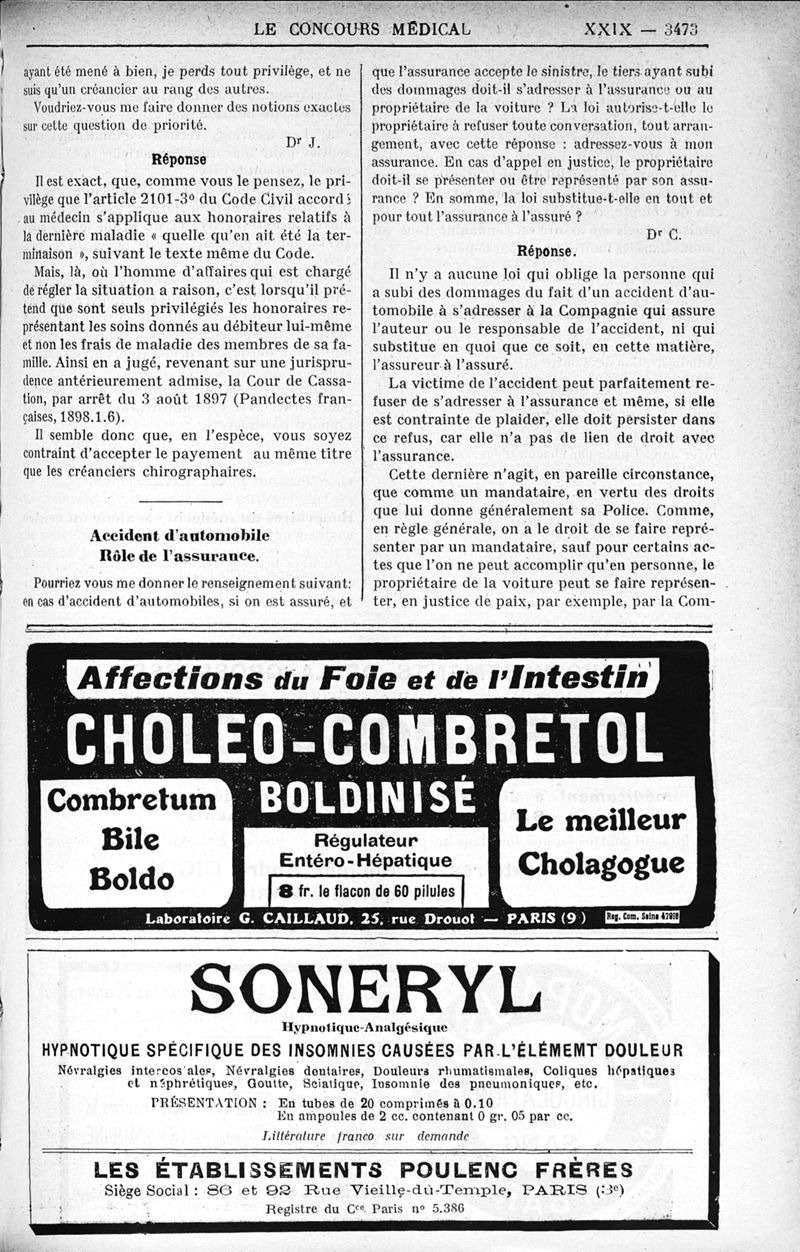 LE CONCOURS MÉDICAL XXIX — 3473
ayant été mené à bien, je perds tout privilège, et ne
suis qu'un créancier au rang des autres.
Voudriez-vous me faire donner des notions exactes
sur cette question de priorité.
Dr J.
Réponse
Il est exact, que, comme vous le pensez, le pri-
vilège que l'article 2101-3º du Code Civil accorde
au médecin s'applique aux honoraires relatifs à
la dernière maladie « quelle qu'en ait été la ter-
minaison », suivant le texte même du Code.
Mais, là, où l'homme d'affaires qui est chargé
de régler la situation a raison, c'est lorsqu'il pré-
tend que sont seuls privilégiés les honoraires re-
présentant les soins donnés au débiteur lui-même
et non les frais de maladie des membres de sa fa-
mille. Ainsi en a jugé, revenant sur une jurispru-
dence antérieurement admise, la Cour de Cassa-
tion, par arrêt du 3 août 1897 (Pandectes fran-
çaises, 1898.1.6).
Il semble donc que, en l'espèce, vous soyez
contraint d'accepter le payement au même titre
que les créanciers chirographaires.
Accident d'automobile
Rôle de l'assurance.
Pourriez vous me donner le renseignement suivant:
en cas d'accident d'automobiles, si on est assuré, et
que l'assurance accepte le sinistre, le tiers ayant subi
des dommages doit-il s'adresser à l'assurance ou au
propriétaire de la voiture ? La loi autorise-t-elle le
propriétaire à refuser toute conversation, tout arran-
gement, avec cette réponse : adressez-vous à mon
assurance. En cas d'appel en justice, le propriétaire
doit-il se présenter ou être représenté par son assu-
rance ? En somme, la loi substitue-t-elle en tout et
pour tout l'assurance à l'assuré ?
Dr C.
Réponse.
Il n'y a aucune loi qui oblige la personne qui
a subi des dommages du fait d'un accident d'au-
tomobile à s'adresser à la Compagnie qui assure
l'auteur ou le responsable de l'accident, ni qui
substitue en quoi que ce soit, en cette matière,
l'assureur à l'assuré.
La victime de l'accident peut parfaitement re-
fuser de s'adresser à l'assurance et même, si elle
est contrainte de plaider, elle doit persister dans
ce refus, car elle n'a pas de lien de droit avec
l'assurance.
Cette dernière n'agit, en pareille circonstance,
que comme un mandataire, en vertu des droits
que lui donne généralement sa Police. Comme,
en règle générale, on a le droit de se faire repré-
senter par un mandataire, sauf pour certains ac-
tes que l'on ne peut accomplir qu'en personne, le
propriétaire de la voiture peut se faire représen-
ter, en justice de paix, par exemple, par la Com-
Affections du Foie et de l'Intestin
CHOLEO-COMBRETOL
BOLDINISÉ
Combretum
Bile
Boldo
Régulateur
Entéro-Hépatique
8 fr. le flacon de 60 pilules
Le meilleur
Cholagogue
Laboratoire G. CAILLAUD, 25, rue Drouot — PARIS (9) Reg. Com. Seine
SONERYL
Hypnotique-Analgésique
HYPNOTIQUE SPÉCIFIQUE DES INSOMNIES CAUSÉES PAR L'ÉLÉMEMT DOULEUR
Névralgies intercostales, Névralgies dentaires, Douleurs rhumatismales, Coliques hépatiques
et néphrétiques, Goutte, Sciatique, Insomnie des pneumoniques, etc.
PRÉSENTATION : En tubes de 20 comprimés à 0.10
En ampoules de 2 cc. contenant 0 gr. 05 par cc.
Littérature franco sur demande
LES ÉTABLISSEMENTS POULENC FRÈRES
Siège Social : 86 et 92 Rue Vieille-du-Temple, PARIS (3e)
Registre du Cce Paris nº 5.386